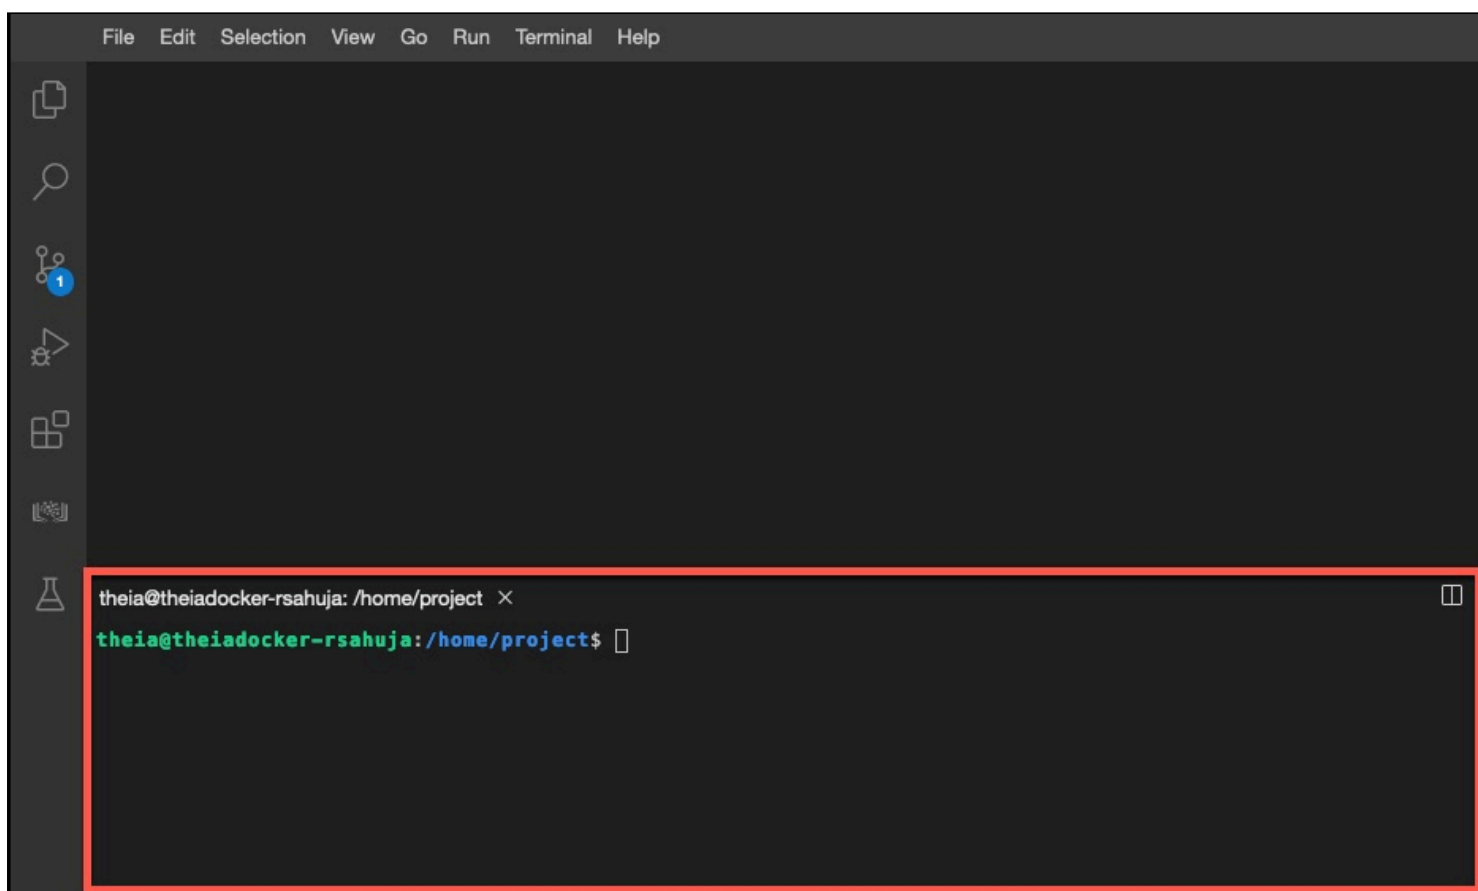 File Edit Selection View Go Run Terminal Help
1
theia@theiadocker-rsahuja: /home/project
theia@theiadocker-rsahuja:/home/project$